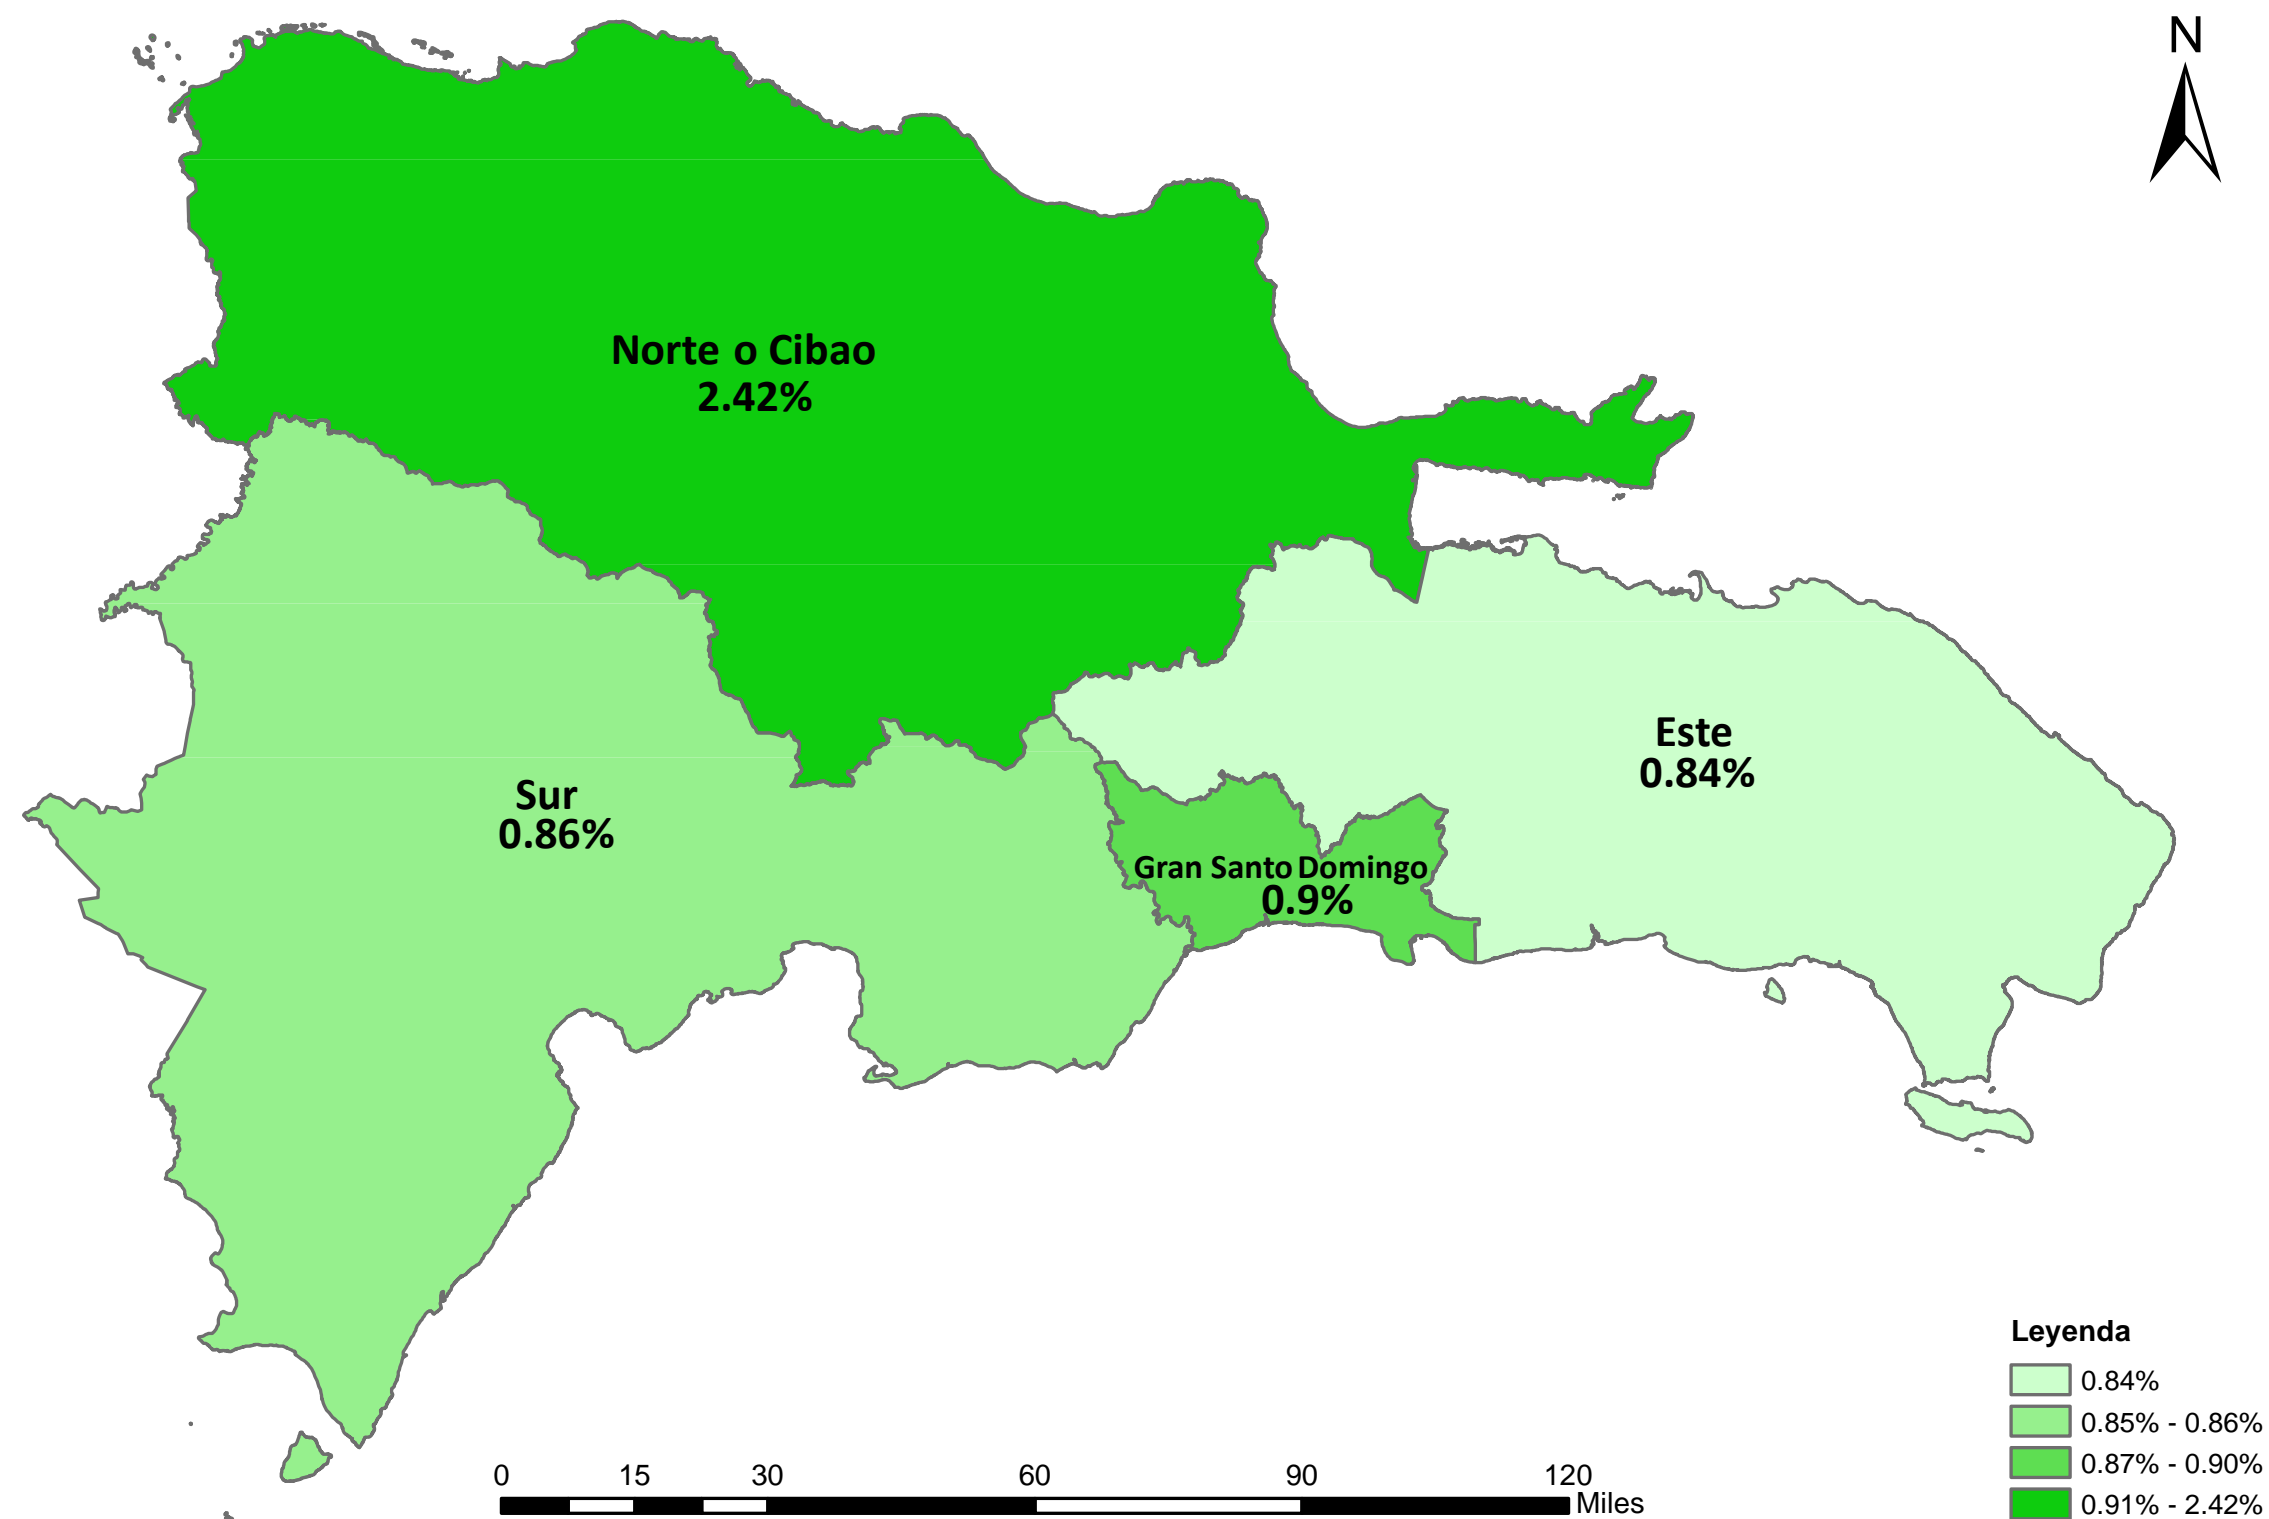 N
Norte o Cibao
2.42%
Este
0.84%
Sur
0.86%
Gran Santo Domingo
0.9%
Leyenda
0.84%
0.85% - 0.86%
0.87% - 0.90%
0.91% - 2.42%
0 15 30 60 90 120
Miles